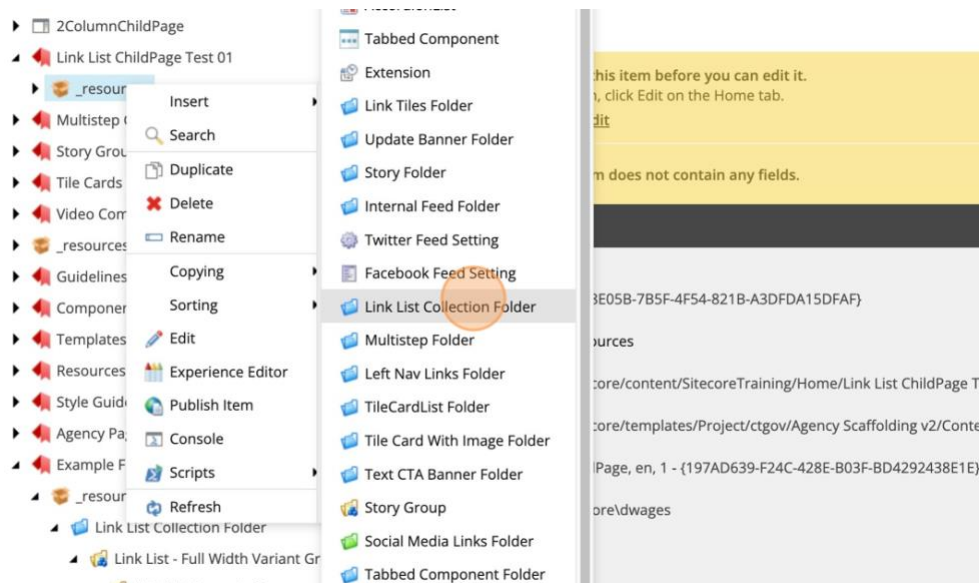 2ColumnChildPage
Link List ChildPage Test 01
_resour
Multistep
Story Grou
Tile Cards
Video Com
_resources
Guidelines
Componer
Templates
Resources
Style Guid
Agency Pa
Example F
_resour
Link List Collection Folder
Link List - Full Width Variant Gr
Insert
Search
Duplicate
Delete
Rename
Copying
Sorting
Edit
Experience Editor
Publish Item
Console
Scripts
Refresh
Tabbed Component
Extension
Link Tiles Folder
Update Banner Folder
Story Folder
Internal Feed Folder
Twitter Feed Setting
Facebook Feed Setting
Link List Collection Folder
Multistep Folder
Left Nav Links Folder
TileCardList Folder
Tile Card With Image Folder
Text CTA Banner Folder
Story Group
Social Media Links Folder
Tabbed Component Folder
his item before you can edit it.
, click Edit on the Home tab.
dit
m does not contain any fields.
E05B-7B5F-4F54-821B-A3DFDA15DFAF}
urces
core/content/SitecoreTraining/Home/Link List ChildPage T
core/templates/Project/ctgov/Agency Scaffolding v2/Conte
lPage, en, 1 - {197AD639-F24C-428E-B03F-BD4292438E1E}
ore\dwages